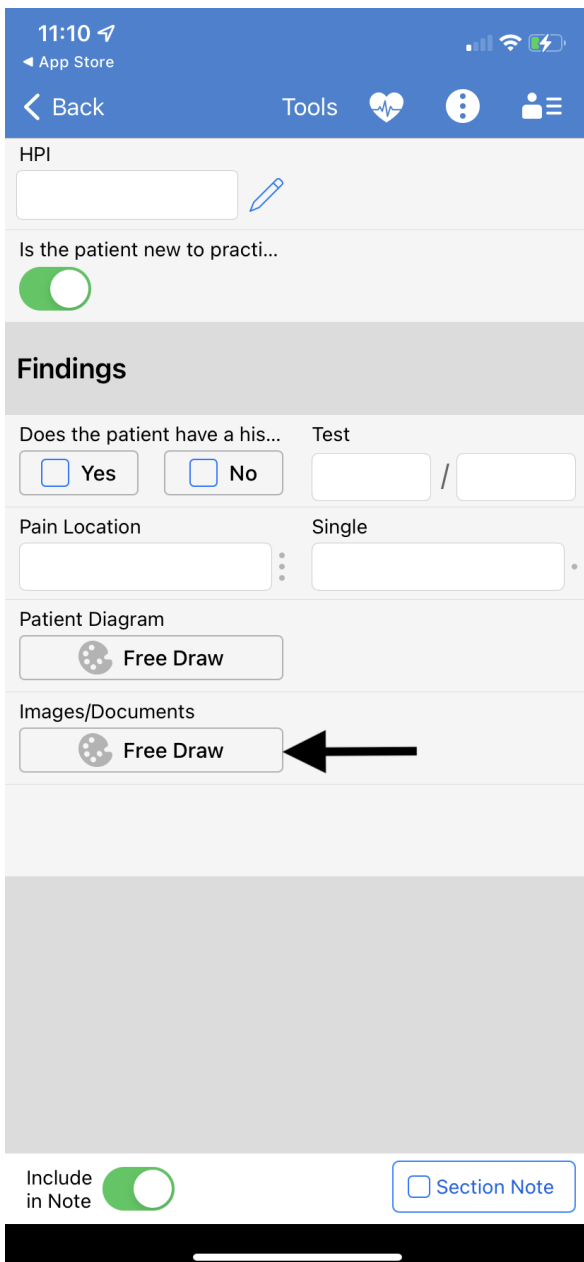 11:10
◀ App Store
Back Tools
HPI
Is the patient new to practi...
Findings
Does the patient have a his... Test
Yes No /
Pain Location Single
Patient Diagram
Free Draw
Images/Documents
Free Draw
Include
in Note
Section Note